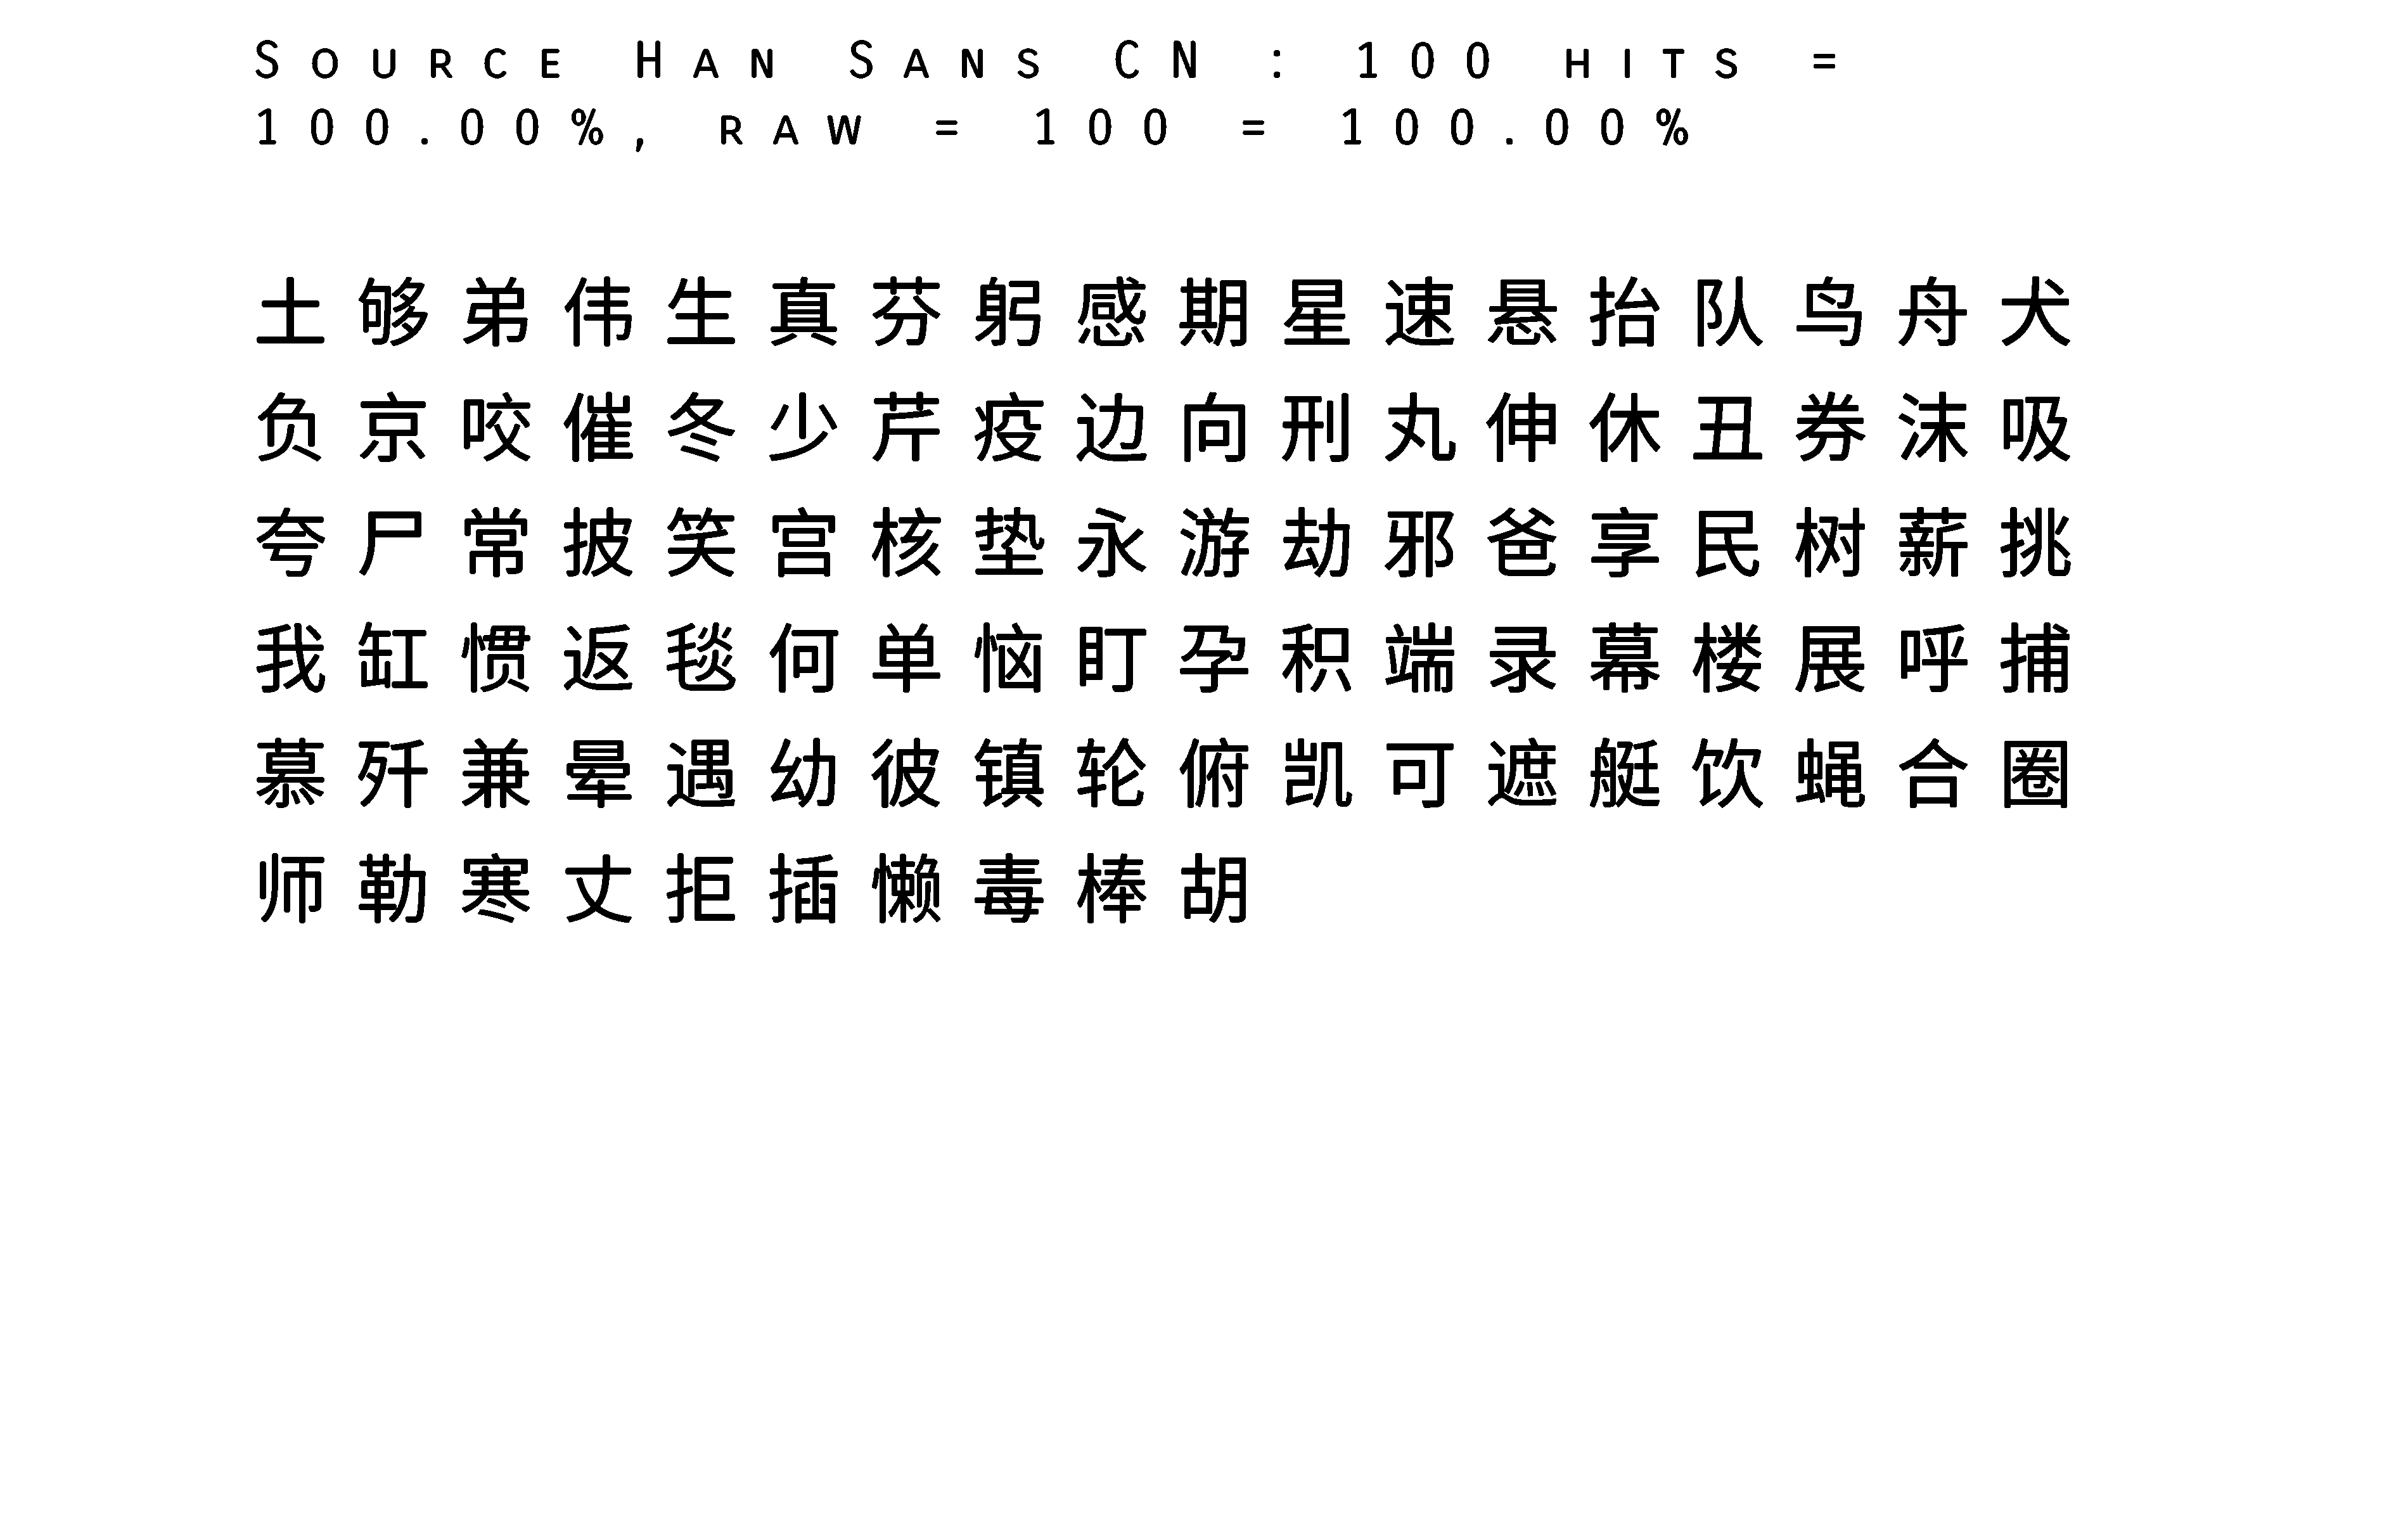 Source Han Sans CN : 100 hits =
100.00%, raw = 100 = 100.00%
土够弟伟生真芬躬感期星速悬抬队鸟舟犬
负京咬催冬少芹疫边向刑丸伸休丑券沫吸
夸尸常披笑宫核垫永游劫邪爸享民树薪挑
我缸惯返毯何单恼盯孕积端录幕楼展呼捕
慕歼兼晕遇幼彼镇轮俯凯可遮艇饮蝇合圈
师勒寒丈拒插懒毒棒胡